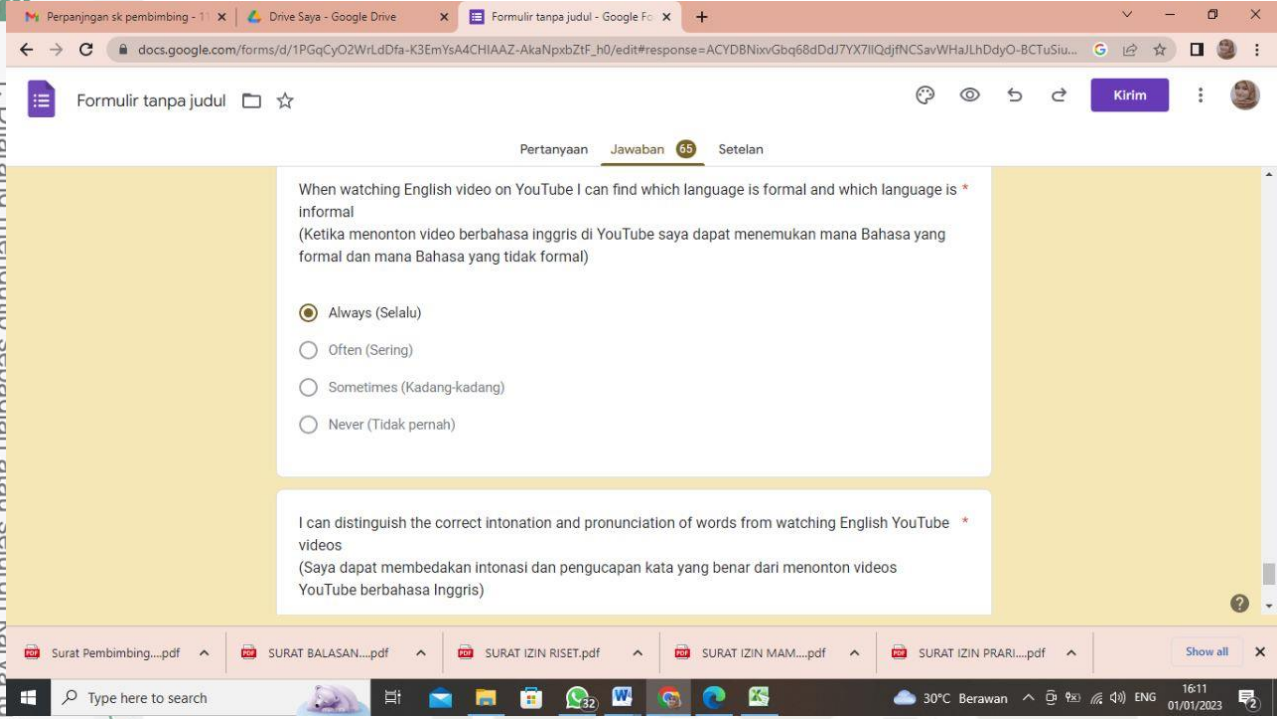 Perpanjngan sk pembimbing - 11
Drive Saya - Google Drive
Formulir tanpa judul - Google Fo
docs.google.com/forms/d/1PGqCyO2WrLdDfa-K3EmYsA4CHIAAZ-AkaNpxbZtF_h0/edit#response=ACYDBNixvGbq68dDdJ7YX7IIQdjfNCSavWHaJLhDdyO-BCTuSiu...
Formulir tanpa judul
Kirim
Pertanyaan Jawaban 65 Setelan
When watching English video on YouTube I can find which language is formal and which language is *
informal
(Ketika menonton video berbahasa inggris di YouTube saya dapat menemukan mana Bahasa yang
formal dan mana Bahasa yang tidak formal)
Always (Selalu)
Often (Sering)
Sometimes (Kadang-kadang)
Never (Tidak pernah)
I can distinguish the correct intonation and pronunciation of words from watching English YouTube *
videos
(Saya dapat membedakan intonasi dan pengucapan kata yang benar dari menonton videos
YouTube berbahasa Inggris)
Surat Pembimbing....pdf
SURAT BALASAN....pdf
SURAT IZIN RISET.pdf
SURAT IZIN MAM....pdf
SURAT IZIN PRARI....pdf
Show all
Type here to search
32
30°C Berawan
ENG
16:11
01/01/2023
2